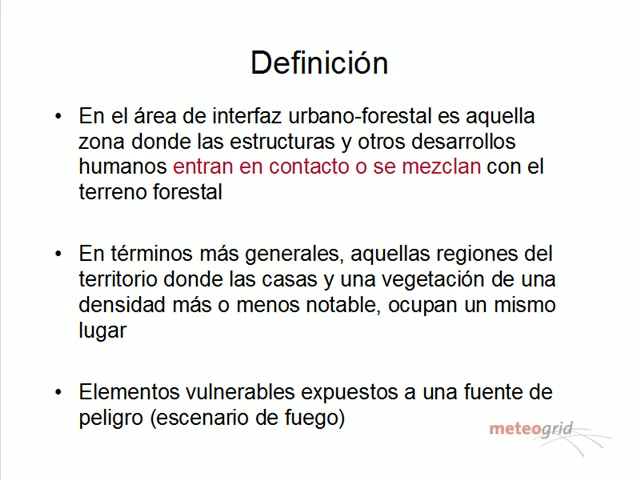 Definición
• En el área de interfaz urbano-forestal es aquella
zona donde las estructuras y otros desarrollos
humanos entran en contacto o se mezclan con el
terreno forestal
• En términos más generales, aquellas regiones del
territorio donde las casas y una vegetación de una
densidad más o menos notable, ocupan un mismo
lugar
• Elementos vulnerables expuestos a una fuente de
peligro (escenario de fuego)
meteogrid